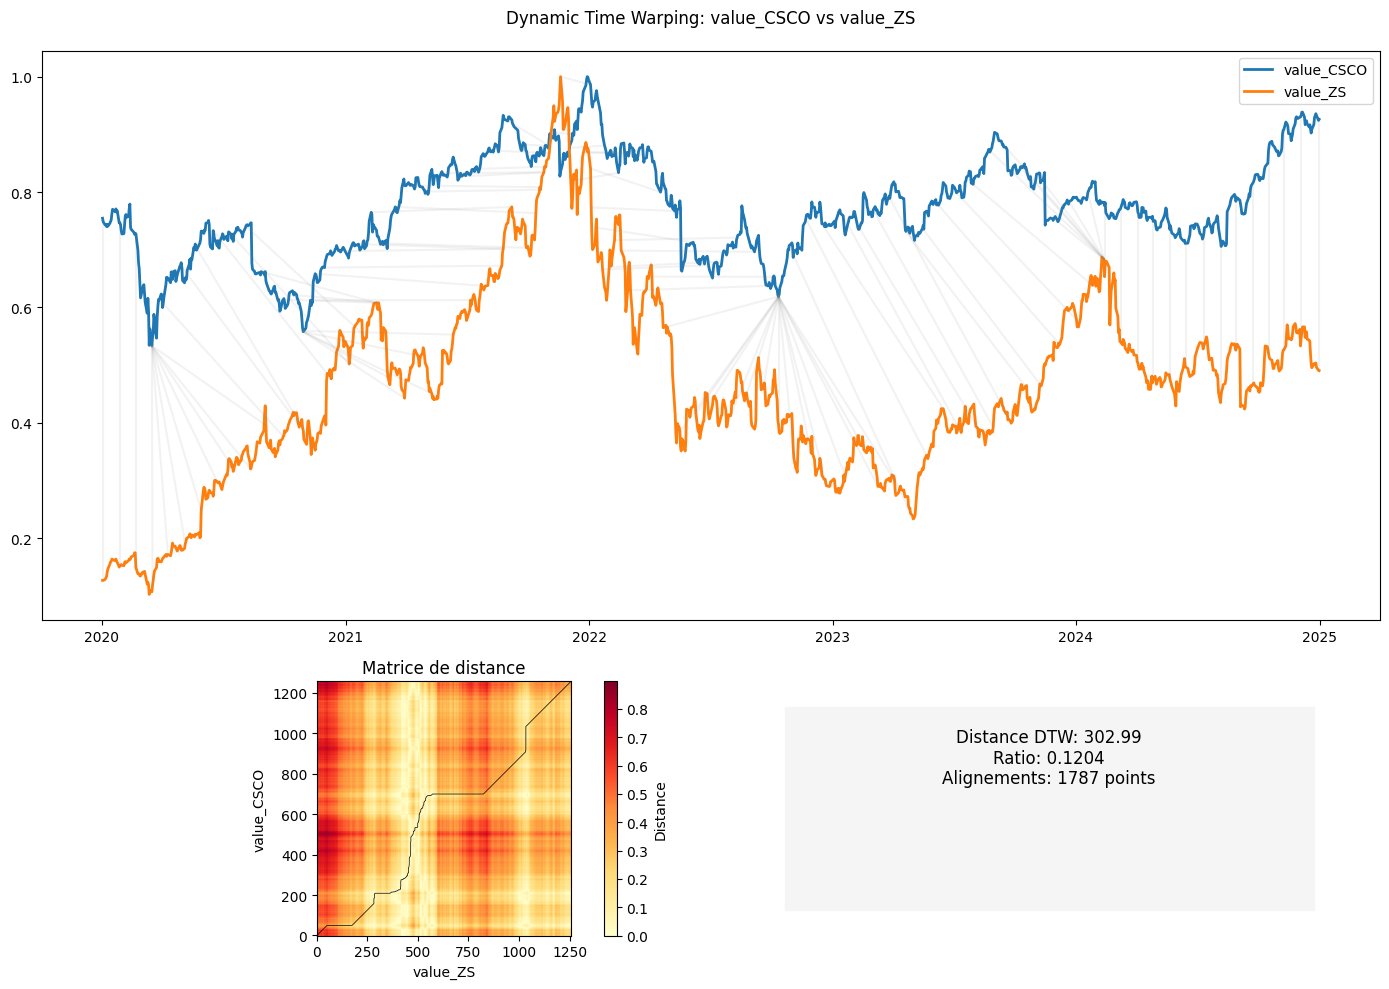 Dynamic Time Warping: value_CSCO vs value_ZS
1.0
0.8
0.6
0.4
0.2
value_CSCO
value_ZS
2020 2021 2022 2023 2024 2025
Matrice de distance
value_CSCO
1200
1000
800
600
400
200
0
0 250 500 750 1000 1250
value_ZS
0.8
0.7
0.6
0.5
0.4
0.3
0.2
0.1
0.0
Distance
Distance DTW: 302.99
Ratio: 0.1204
Alignements: 1787 points